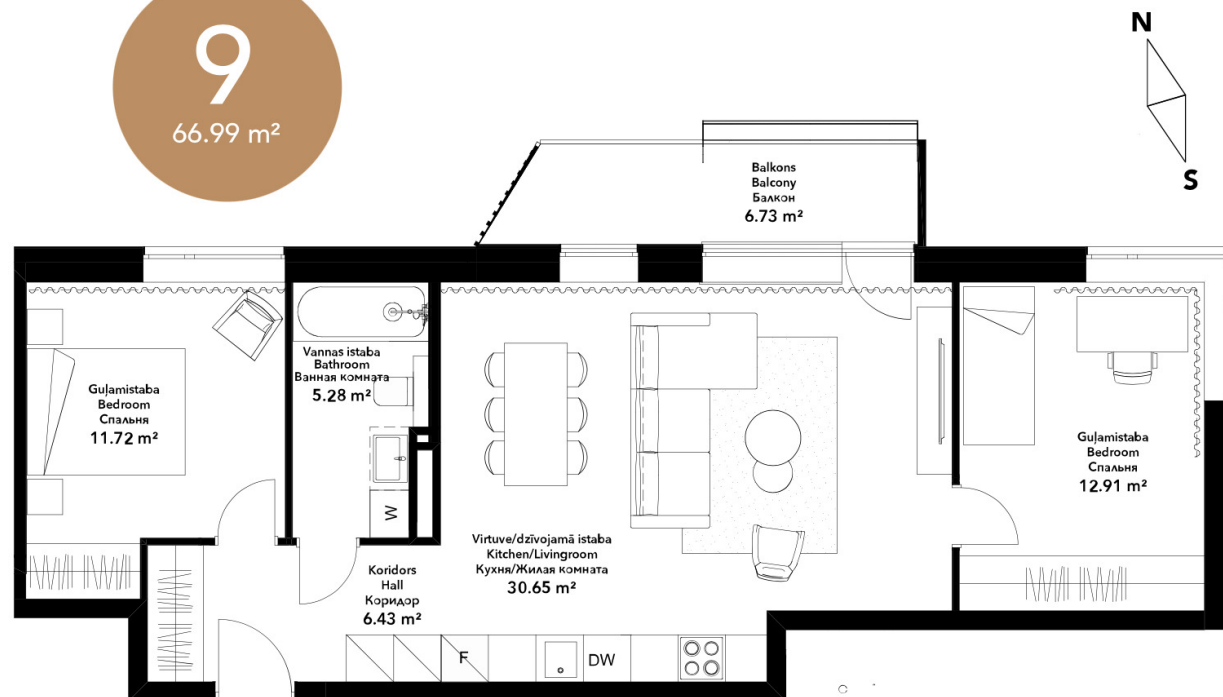 9
66.99 m²
N
S
Balkons
Balcony
Балкон
6.73 m²
Guļamistaba
Bedroom
Спальня
11.72 m²
Vannas istaba
Bathroom
Ванная комната
5.28 m²
W
Guļamistaba
Bedroom
Спальня
12.91 m²
Virtuve/dzīvojamā istaba
Kitchen/Livingroom
Кухня/Жилая комната
30.65 m²
Koridors
Hall
Коридор
6.43 m²
F
DW